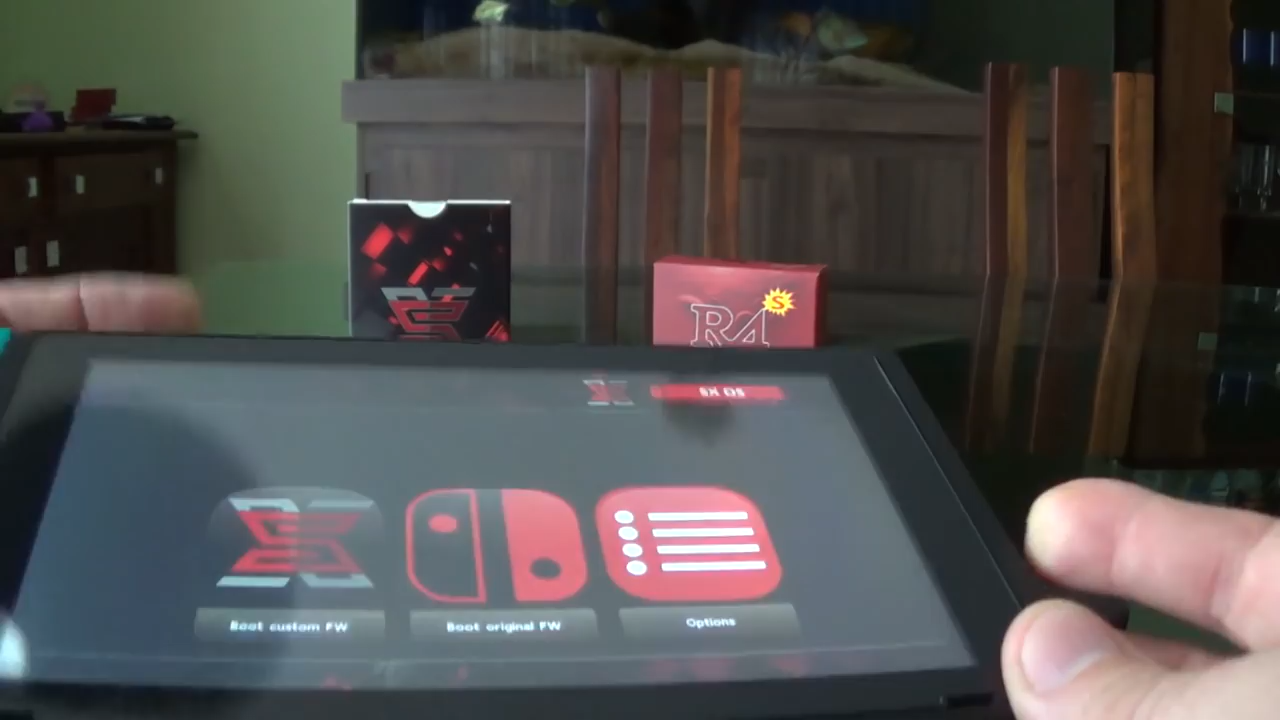 R4
S
SX OS
Boot custom FW
Boot original FW
Options